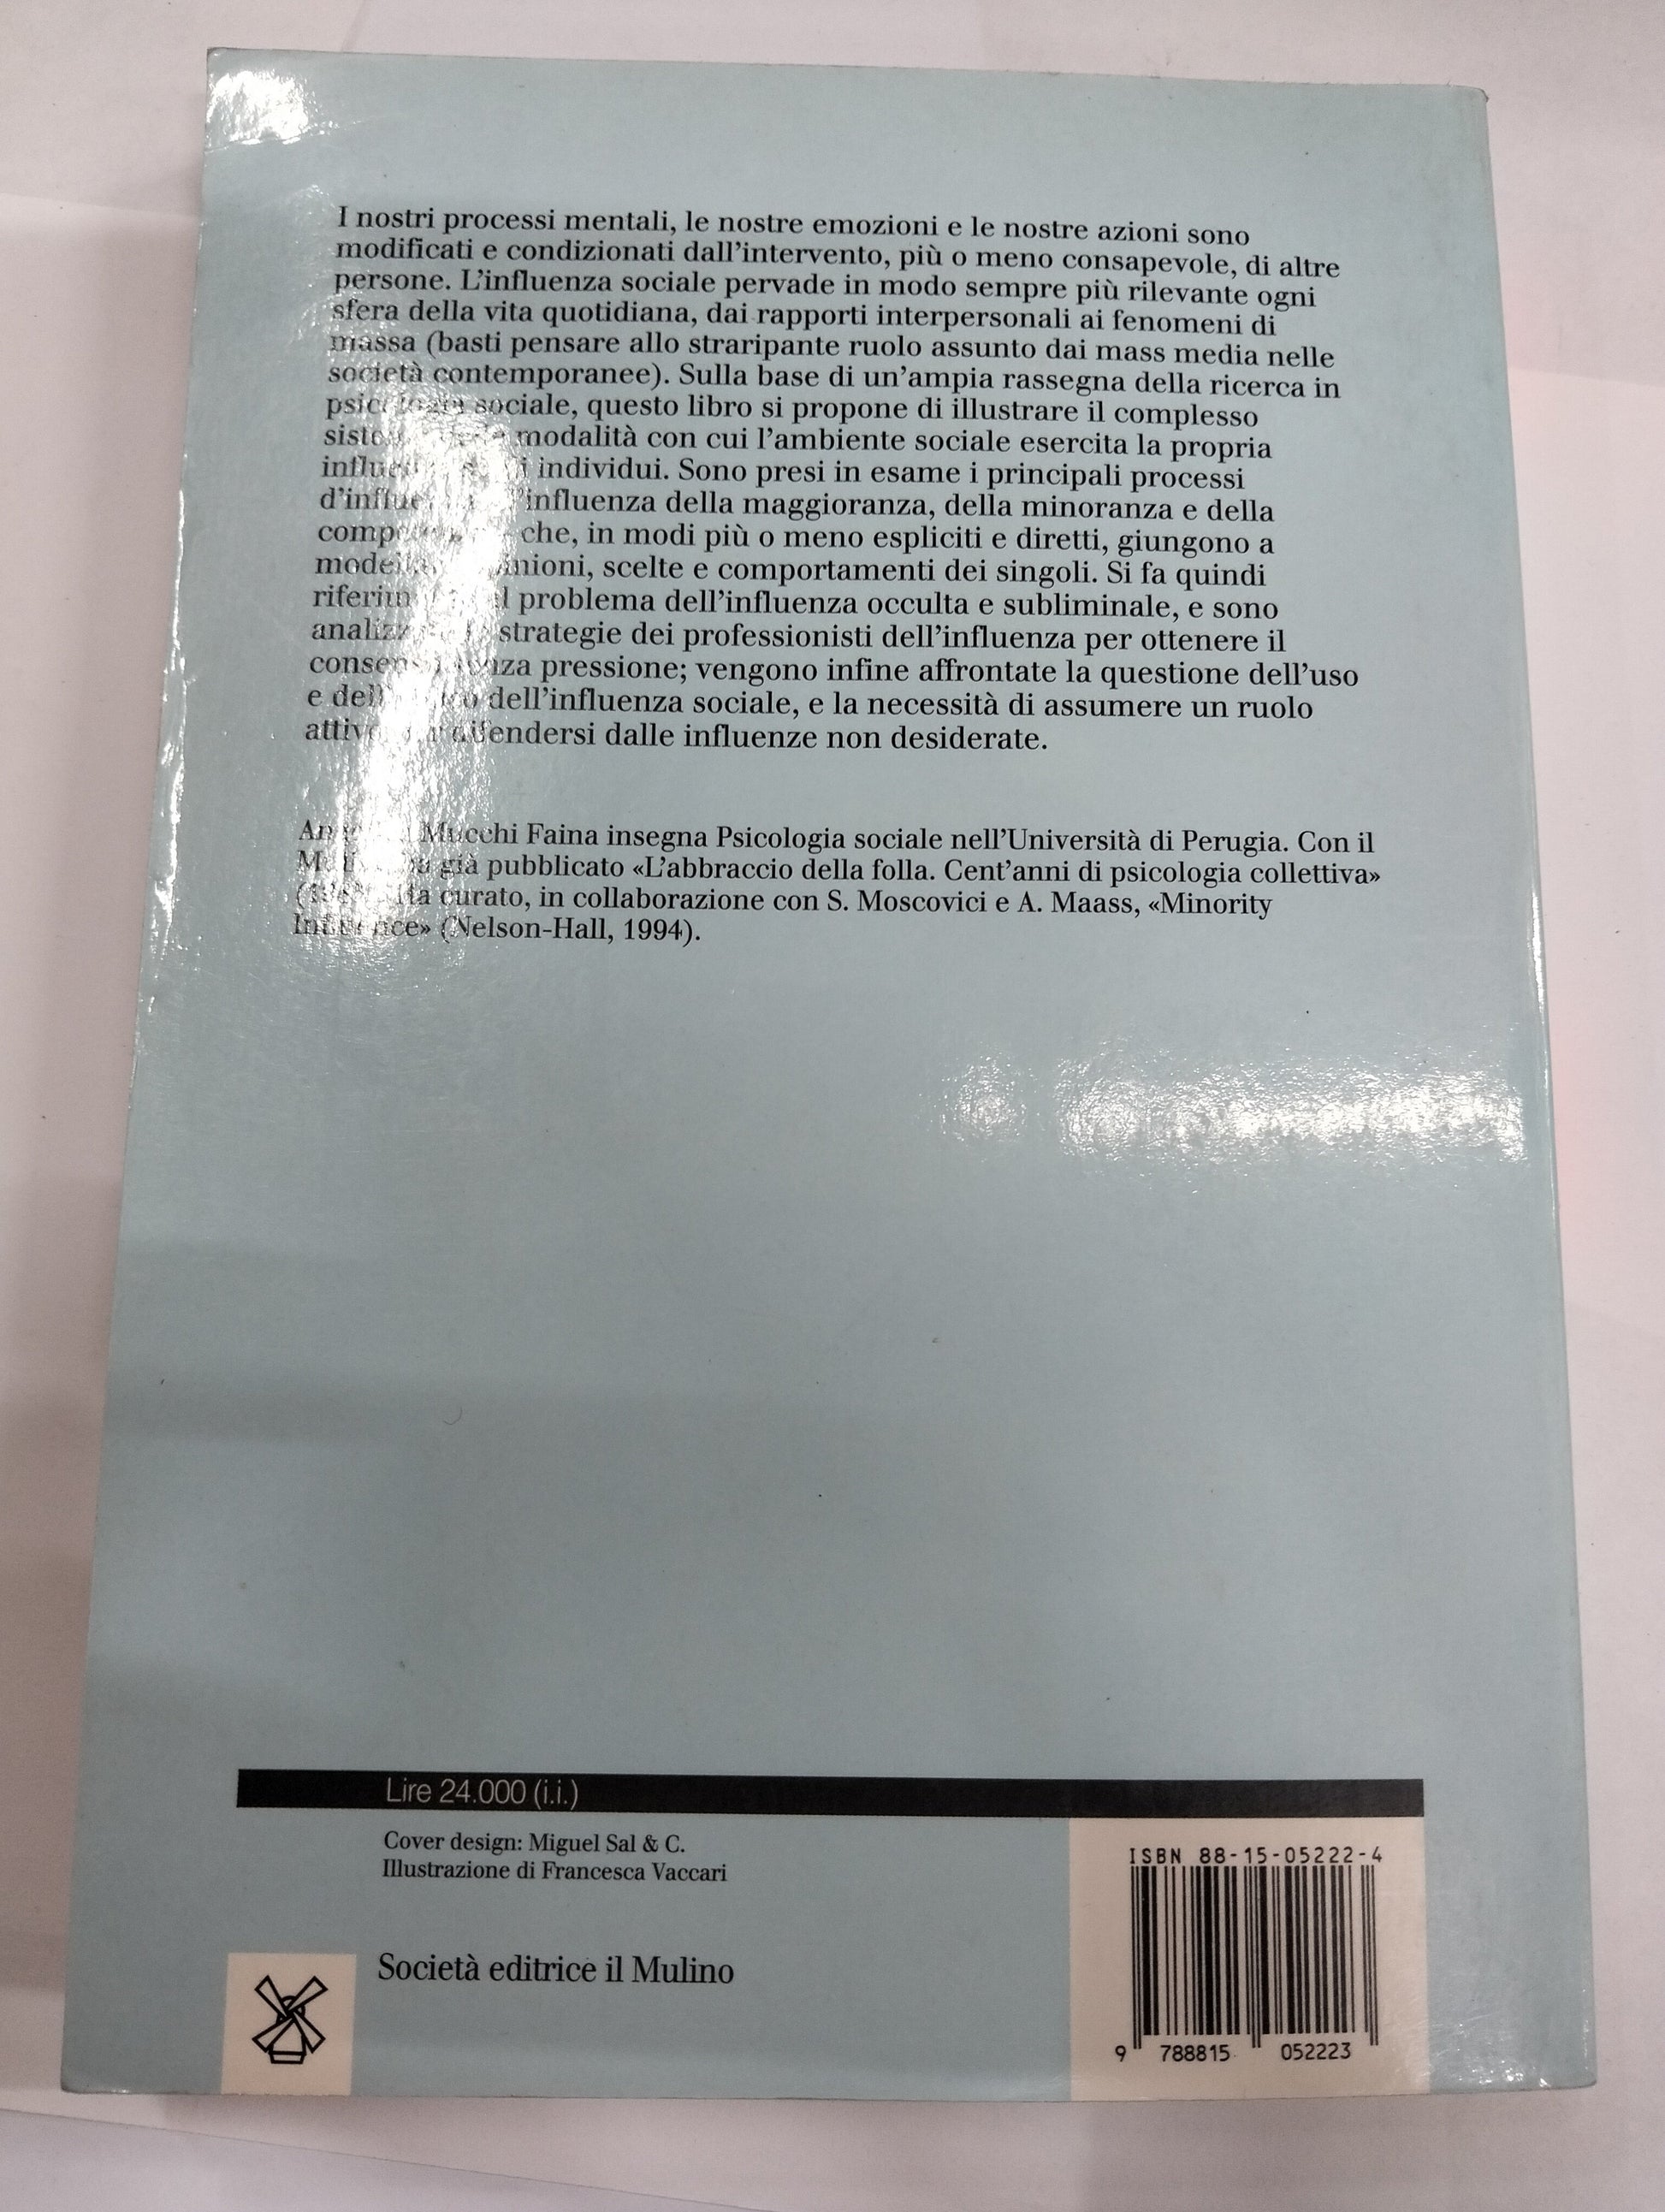 I nostri processi mentali, le nostre emozioni e le nostre azioni sono
modificati e condizionati dall'intervento, più o meno consapevole, di altre
persone. L'influenza sociale pervade in modo sempre più rilevante ogni
sfera della vita quotidiana, dai rapporti interpersonali ai fenomeni di
massa (basti pensare allo straripante ruolo assunto dai mass media nelle
società contemporanee). Sulla base di un'ampia rassegna della ricerca in
psicologia sociale, questo libro si propone di illustrare il complesso
modalità con cui l'ambiente sociale esercita la propria
individui. Sono presi in esame i principali processi
influenza della maggioranza, della minoranza e della
che, in modi più o meno espliciti e diretti, giungono a
scelte e comportamenti dei singoli. Si fa quindi
problema dell'influenza occulta e subliminale, e sono
strategie dei professionisti dell'influenza per ottenere il
pressione; vengono infine affrontate la questione dell'uso
e dell'influenza sociale, e la necessità di assumere un ruolo
difendersi dalle influenze non desiderate.
Mucchi Faina insegna Psicologia sociale nell'Università di Perugia. Con il
già pubblicato «L'abbraccio della folla. Cent'anni di psicologia collettiva»
curato, in collaborazione con S. Moscovici e A. Maass, «Minority
Influence» (Nelson-Hall, 1994).
Lire 24.000 (i.i.)
Cover design: Miguel Sal & C.
Illustrazione di Francesca Vaccari
Società editrice il Mulino
ISBN 88-15-05222-4
9 788815 052223